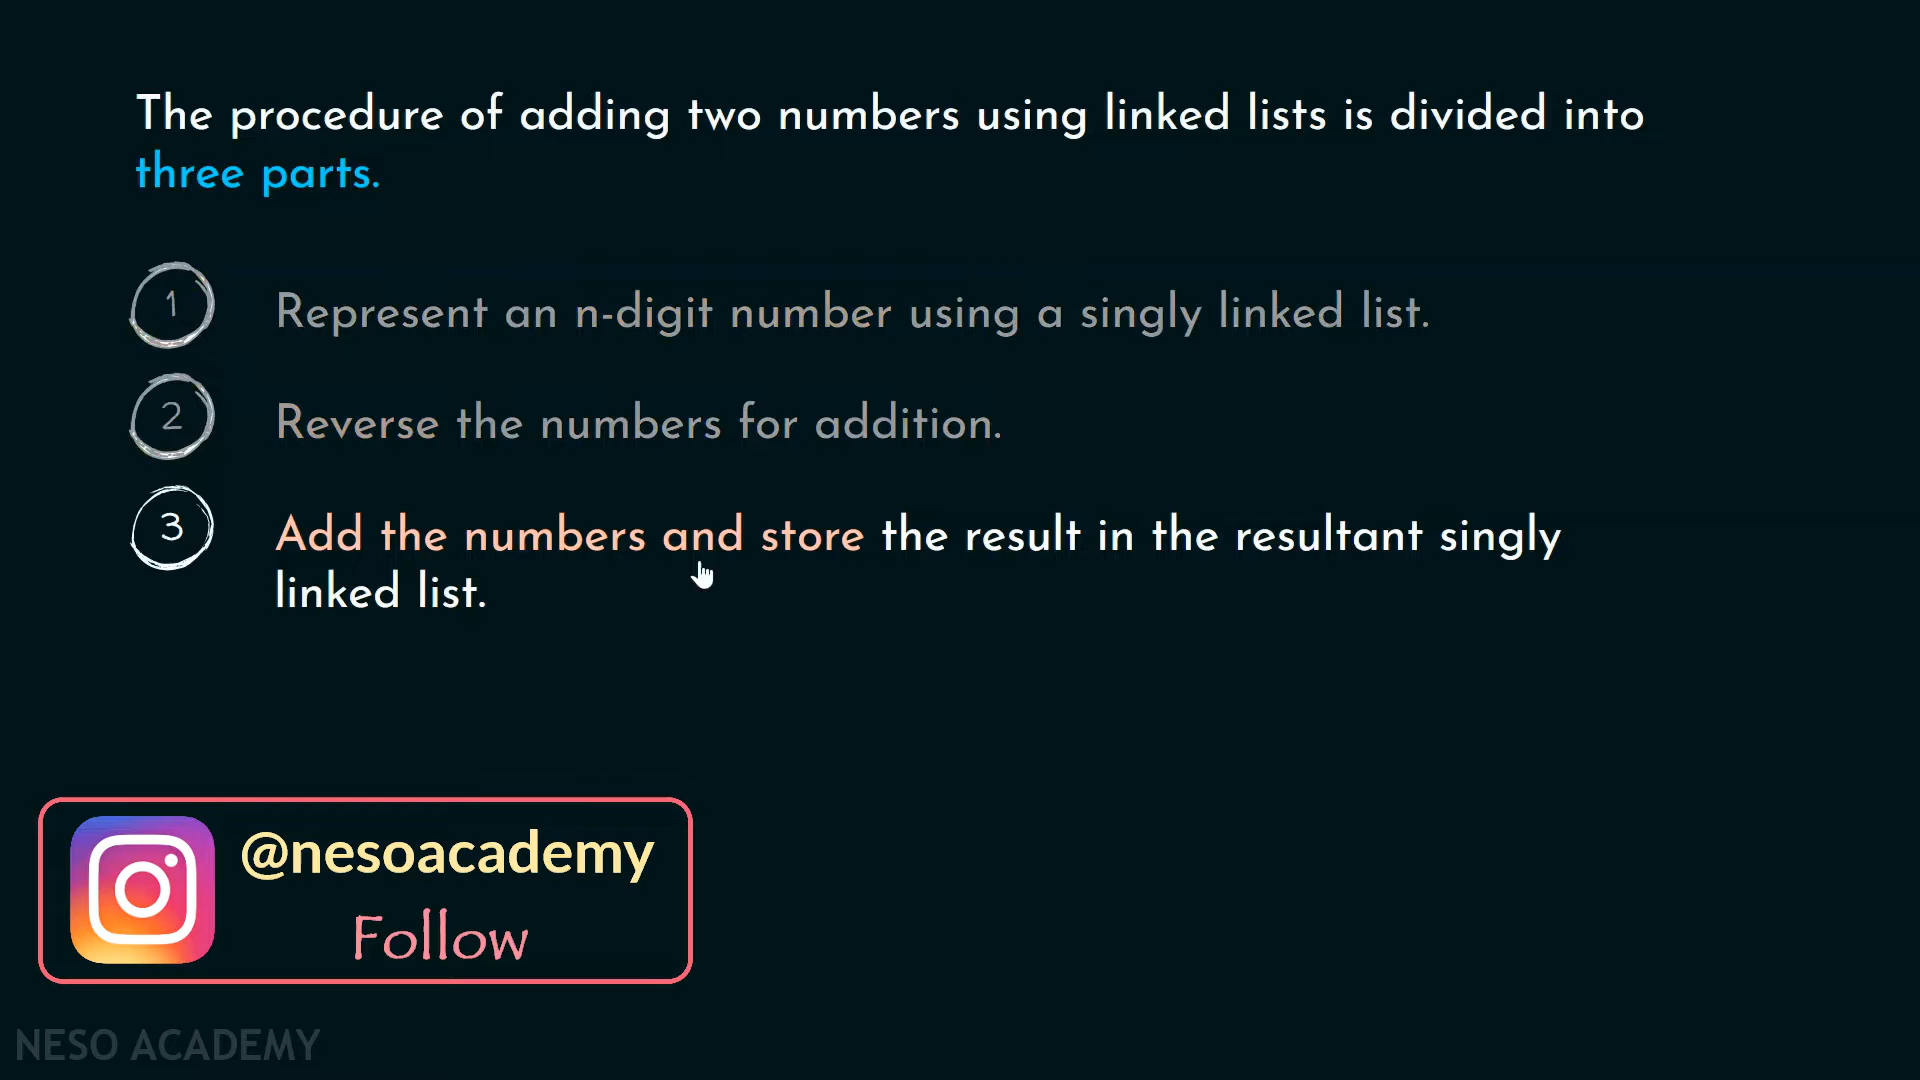 The procedure of adding two numbers using linked lists is divided into
three parts.
1 Represent an n-digit number using a singly linked list.
2 Reverse the numbers for addition.
3 Add the numbers and store the result in the resultant singly
linked list.
@nesoacademy
Follow
NESO ACADEMY